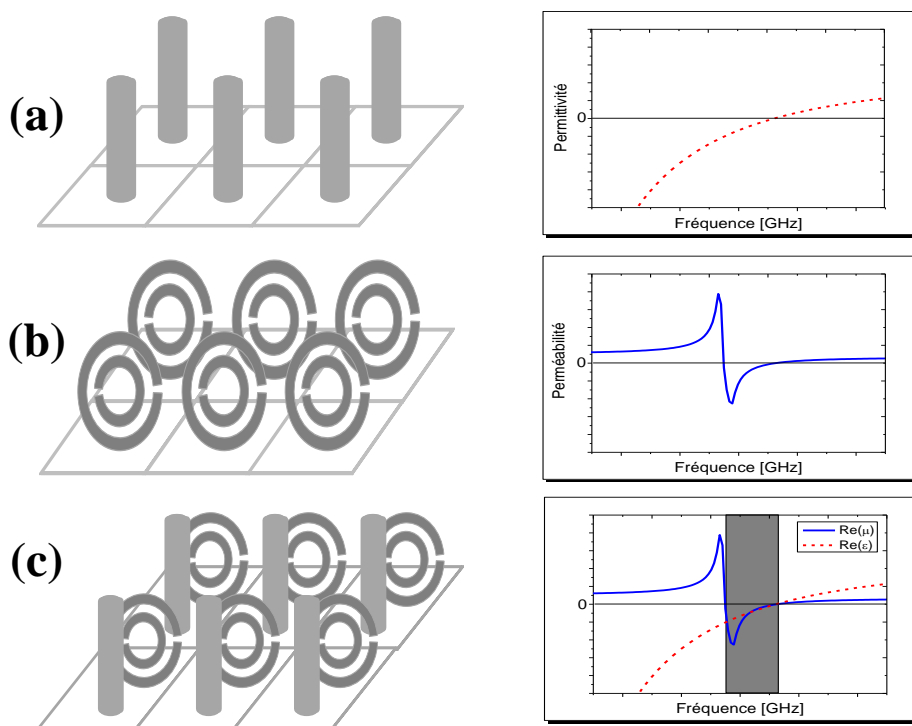 (a)
Permittivité
0
Fréquence [GHz]
(b)
Perméabilité
0
Fréquence [GHz]
(c)
0
Re(μ)
Re(ε)
Fréquence [GHz]